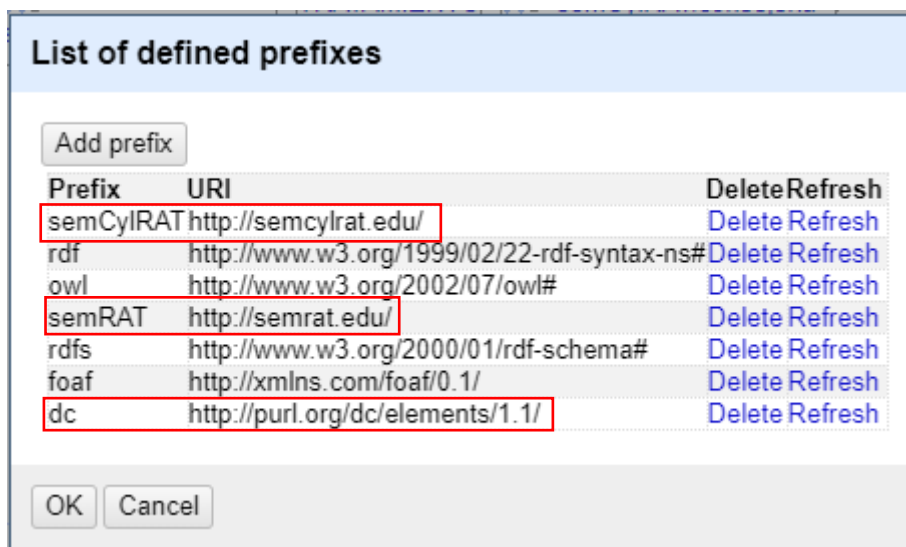 List of defined prefixes
Add prefix
Prefix URI Delete Refresh
semCylRAT http://semcylrat.edu/ Delete Refresh
rdf http://www.w3.org/1999/02/22-rdf-syntax-ns# Delete Refresh
owl http://www.w3.org/2002/07/owl# Delete Refresh
semRAT http://semrat.edu/ Delete Refresh
rdfs http://www.w3.org/2000/01/rdf-schema# Delete Refresh
foaf http://xmlns.com/foaf/0.1/ Delete Refresh
dc http://purl.org/dc/elements/1.1/ Delete Refresh
OK Cancel